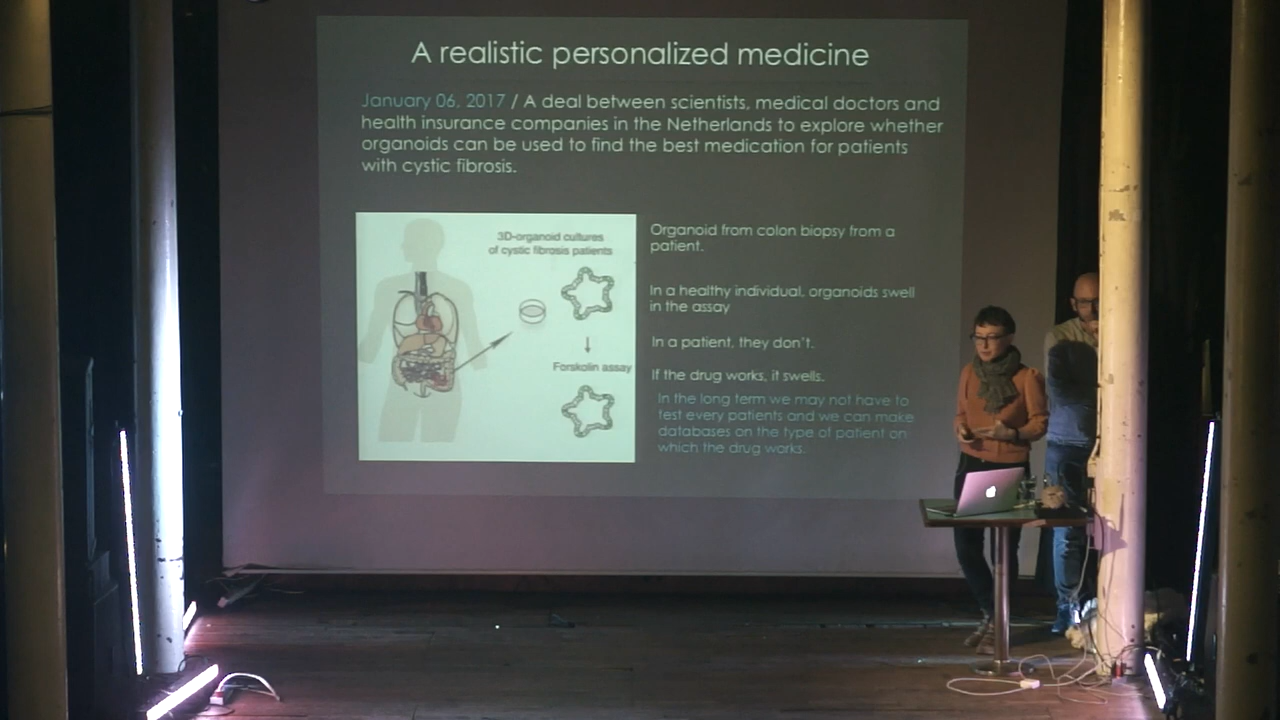 A realistic personalized medicine
January 06, 2017 / A deal between scientists, medical doctors and
health insurance companies in the Netherlands to explore whether
organoids can be used to find the best medication for patients
with cystic fibrosis.
3D-organoid cultures
of cystic fibrosis patients
Forskolin assay
Organoid from colon biopsy from a
patient.
In a healthy individual, organoids swell
in the assay
In a patient, they don't.
If the drug works, it swells.
In the long term we may not have to
test every patients and we can make
databases on the type of patient on
which the drug works.